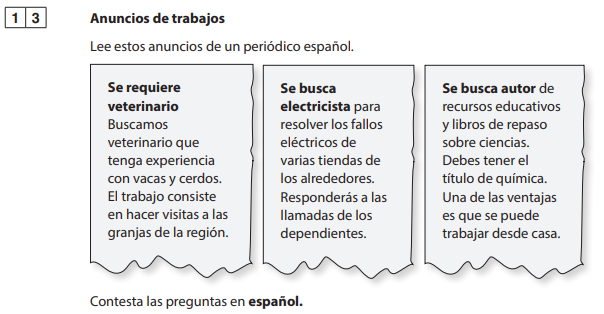 1 3
Anuncios de trabajos
Lee estos anuncios de un periódico español.
Se requiere
veterinario
Buscamos
veterinario que
tenga experiencia
con vacas y cerdos.
El trabajo consiste
en hacer visitas a las
granjas de la región.
Se busca
electricista para
resolver los fallos
eléctricos de
varias tiendas de
los alrededores.
Responderás a las
llamadas de los
dependientes.
Se busca autor de
recursos educativos
y libros de repaso
sobre ciencias.
Debes tener el
título de química.
Una de las ventajas
es que se puede
trabajar desde casa.
Contesta las preguntas en español.